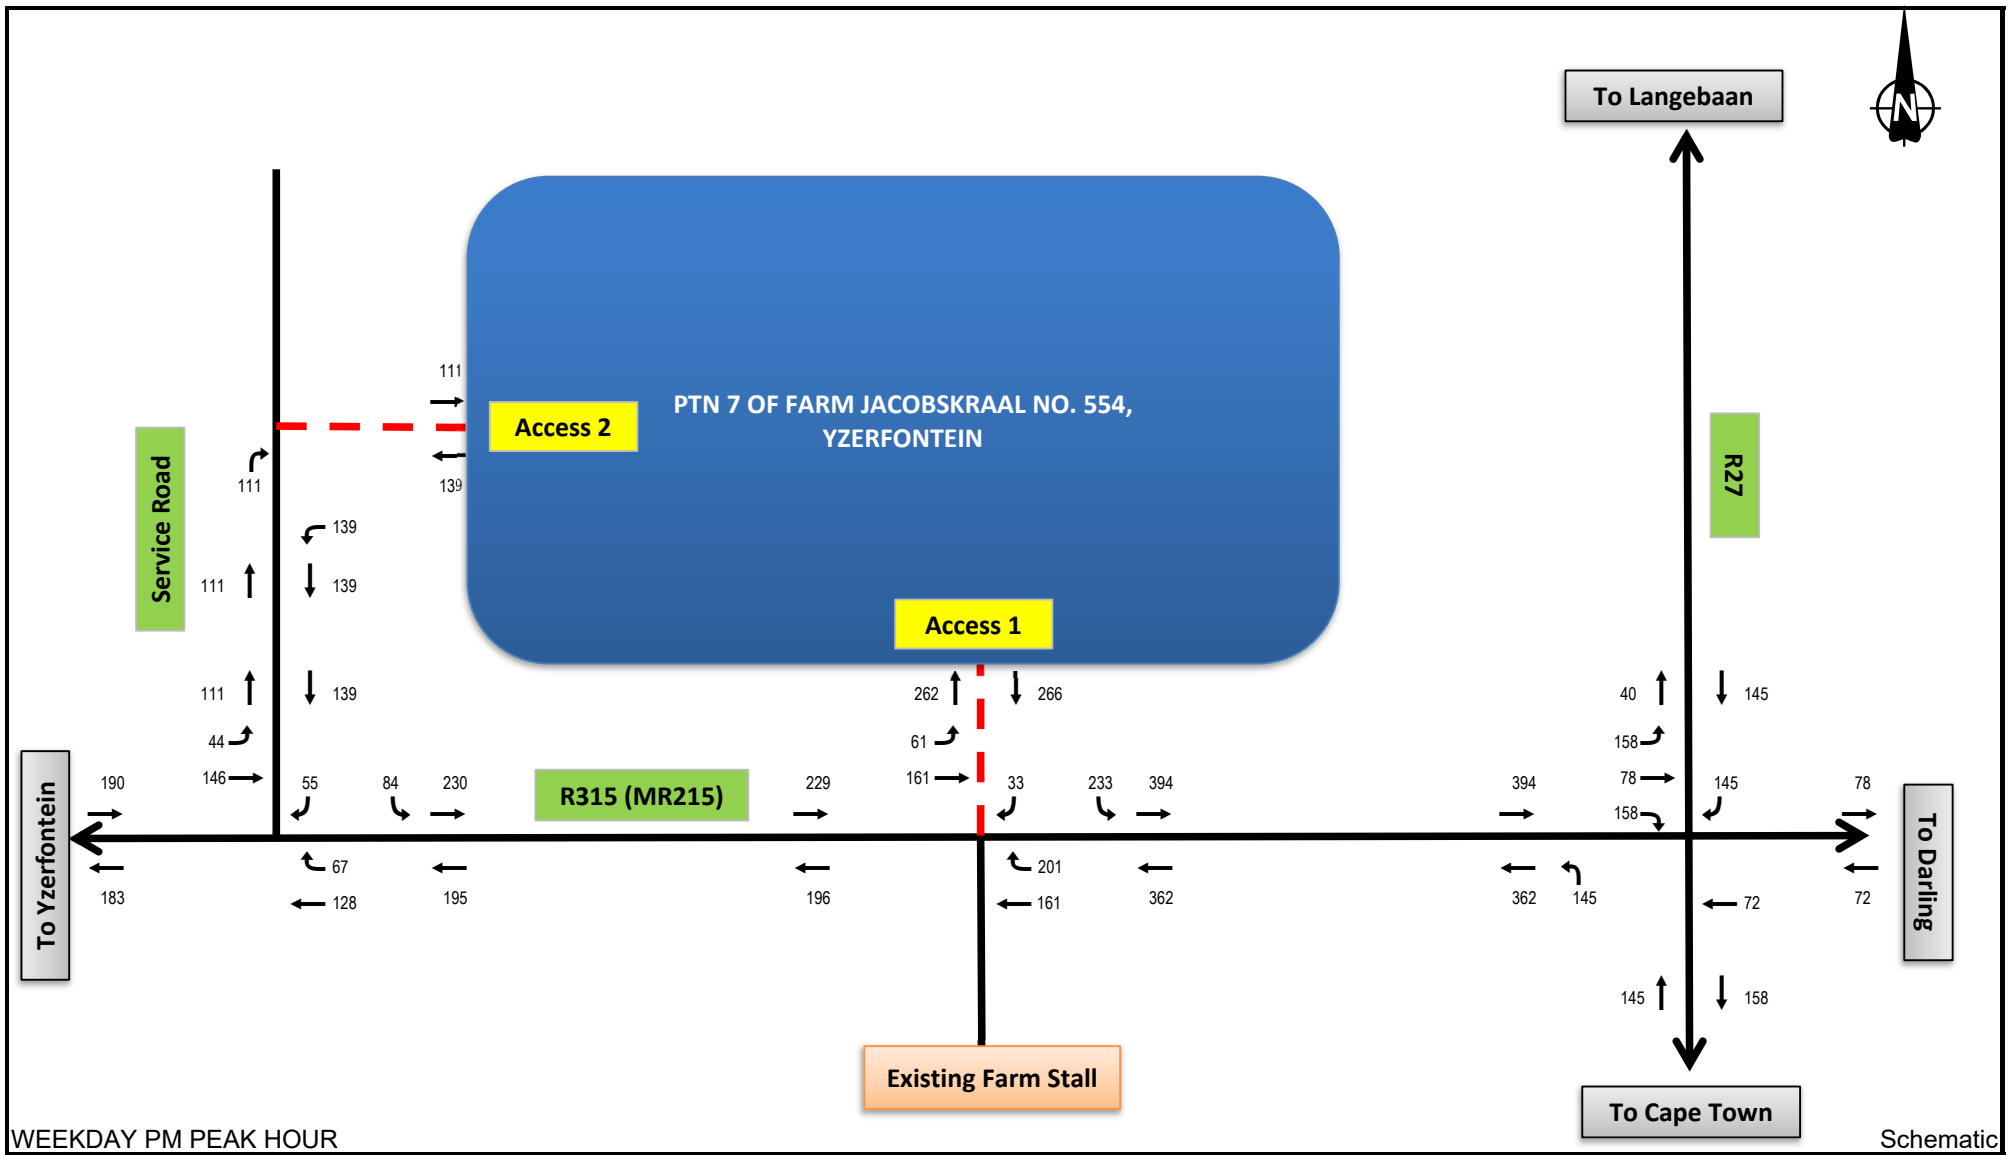 To Langebaan
N
111
PTN 7 OF FARM JACOBSKRAAL NO. 554,
YZERFONTEIN
Access 2
Service Road
R27
111
139
139
111
139
Access 1
111
139
262
266
40
145
44
61
158
190
146
55
84
230
R315 (MR215)
229
161
33
233
394
394
78
145
78
158
To Yzerfontein
To Darling
67
201
183
128
195
196
161
362
362
145
72
72
145
158
Existing Farm Stall
To Cape Town
WEEKDAY PM PEAK HOUR
Schematic